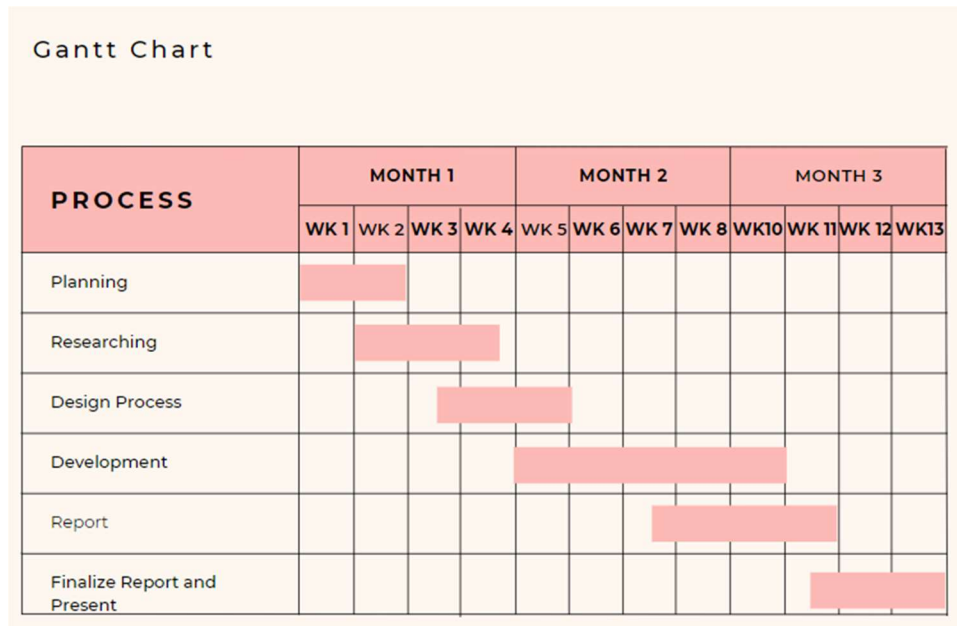 Gantt Chart
PROCESS
MONTH 1
MONTH 2
MONTH 3
WK 1 WK 2 WK 3 WK 4 WK 5 WK 6 WK 7 WK 8 WK10 WK 11 WK 12 WK13
Planning
Researching
Design Process
Development
Report
Finalize Report and
Present